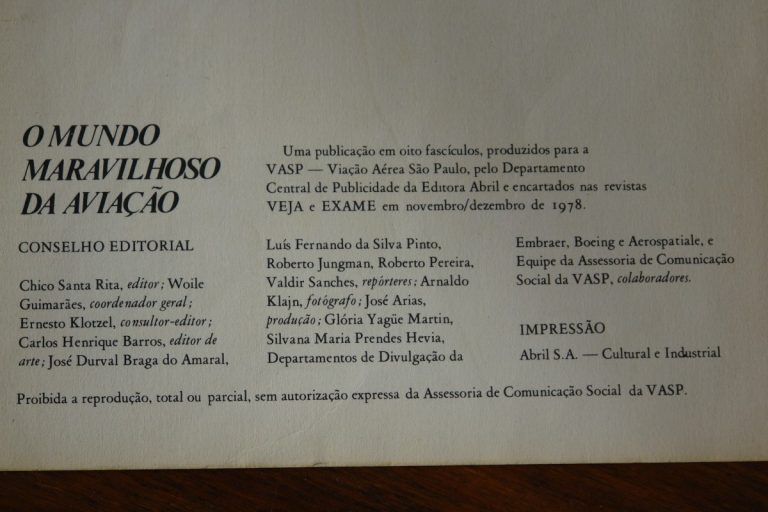 O MUNDO
MARAVILHOSO
DA AVIAÇÃO
Uma publicação em oito fascículos, produzidos para a
VASP — Viação Aérea São Paulo, pelo Departamento
Central de Publicidade da Editora Abril e encartados nas revistas
VEJA e EXAME em novembro/dezembro de 1978.
CONSELHO EDITORIAL
Chico Santa Rita, editor; Woile
Guimarães, coordenador geral;
Ernesto Klotzel, consultor-editor;
Carlos Henrique Barros, editor de
arte; José Durval Braga do Amaral,
Luís Fernando da Silva Pinto,
Roberto Jungman, Roberto Pereira,
Valdir Sanches, repórteres; Arnaldo
Klajn, fotógrafo; José Arias,
produção; Glória Yagüe Martin,
Silvana Maria Prendes Hevia,
Departamentos de Divulgação da
Embraer, Boeing e Aerospatiale, e
Equipe da Assessoria de Comunicação
Social da VASP, colaboradores.
IMPRESSÃO
Abril S.A. — Cultural e Industrial
Proibida a reprodução, total ou parcial, sem autorização expressa da Assessoria de Comunicação Social da VASP.